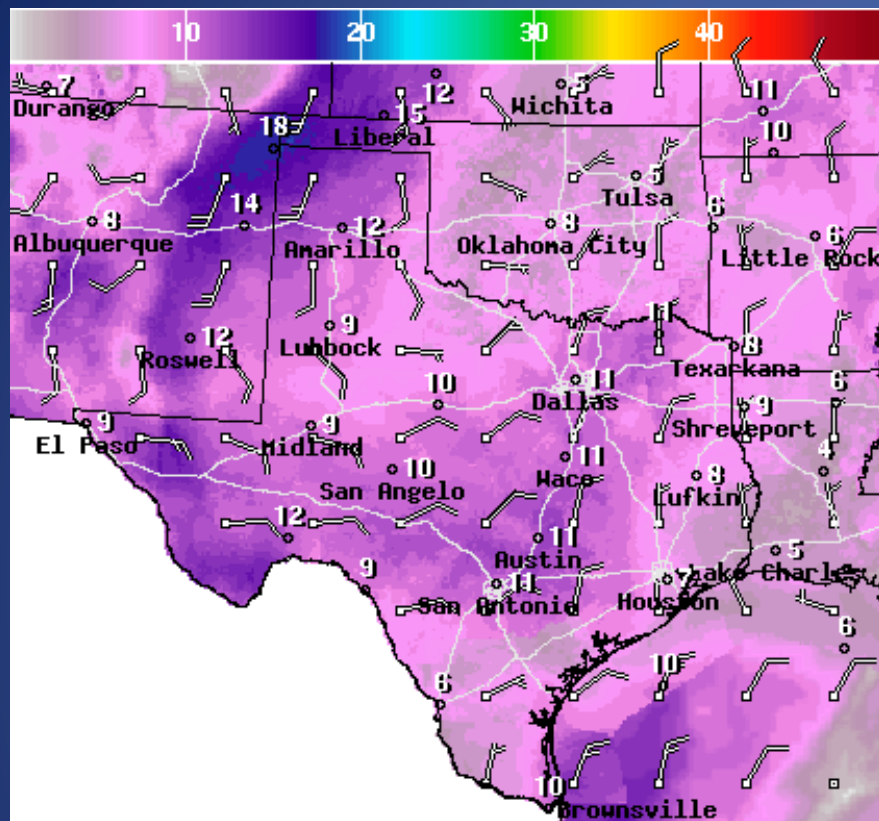 10 20 30 40
7 12 5 11
Durango Wichita
18 15 10
Liberal
5
Tulsa
8 14 12 8 6 6
Albuquerque Amarillo Oklahoma City Little Rock
12 9 11 8
Roswell Lubbock Texarkana
10 11 6
Dallas
9 9 9
El Paso Midland Shreveport
10 11 8 4
San Angelo Waco Lufkin
12 11 5
Austin
9 11 7 Lake Charles
San Antonio Houston
6
10
6
10
Brownsville